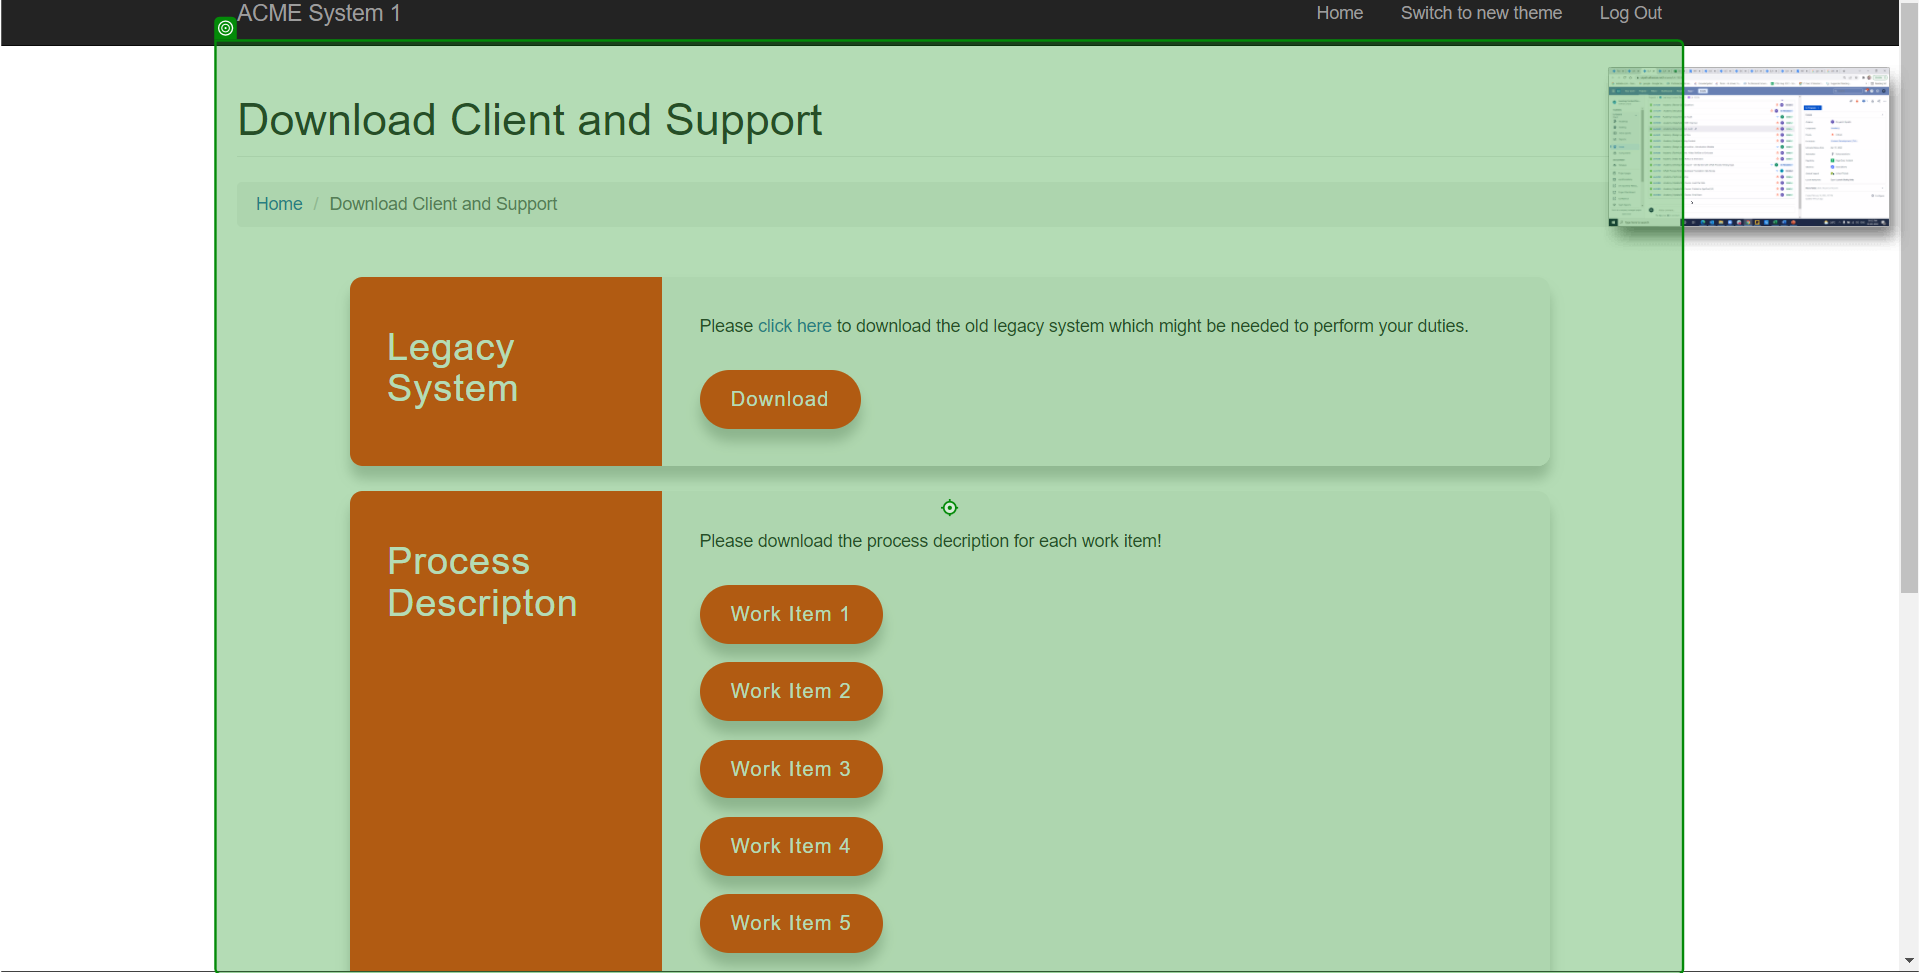 ACME System 1
Home Switch to new theme Log Out
Download Client and Support
Home / Download Client and Support
Legacy
System
Please click here to download the old legacy system which might be needed to perform your duties.
Download
Process
Descripton
Please download the process decription for each work item!
Work Item 1
Work Item 2
Work Item 3
Work Item 4
Work Item 5